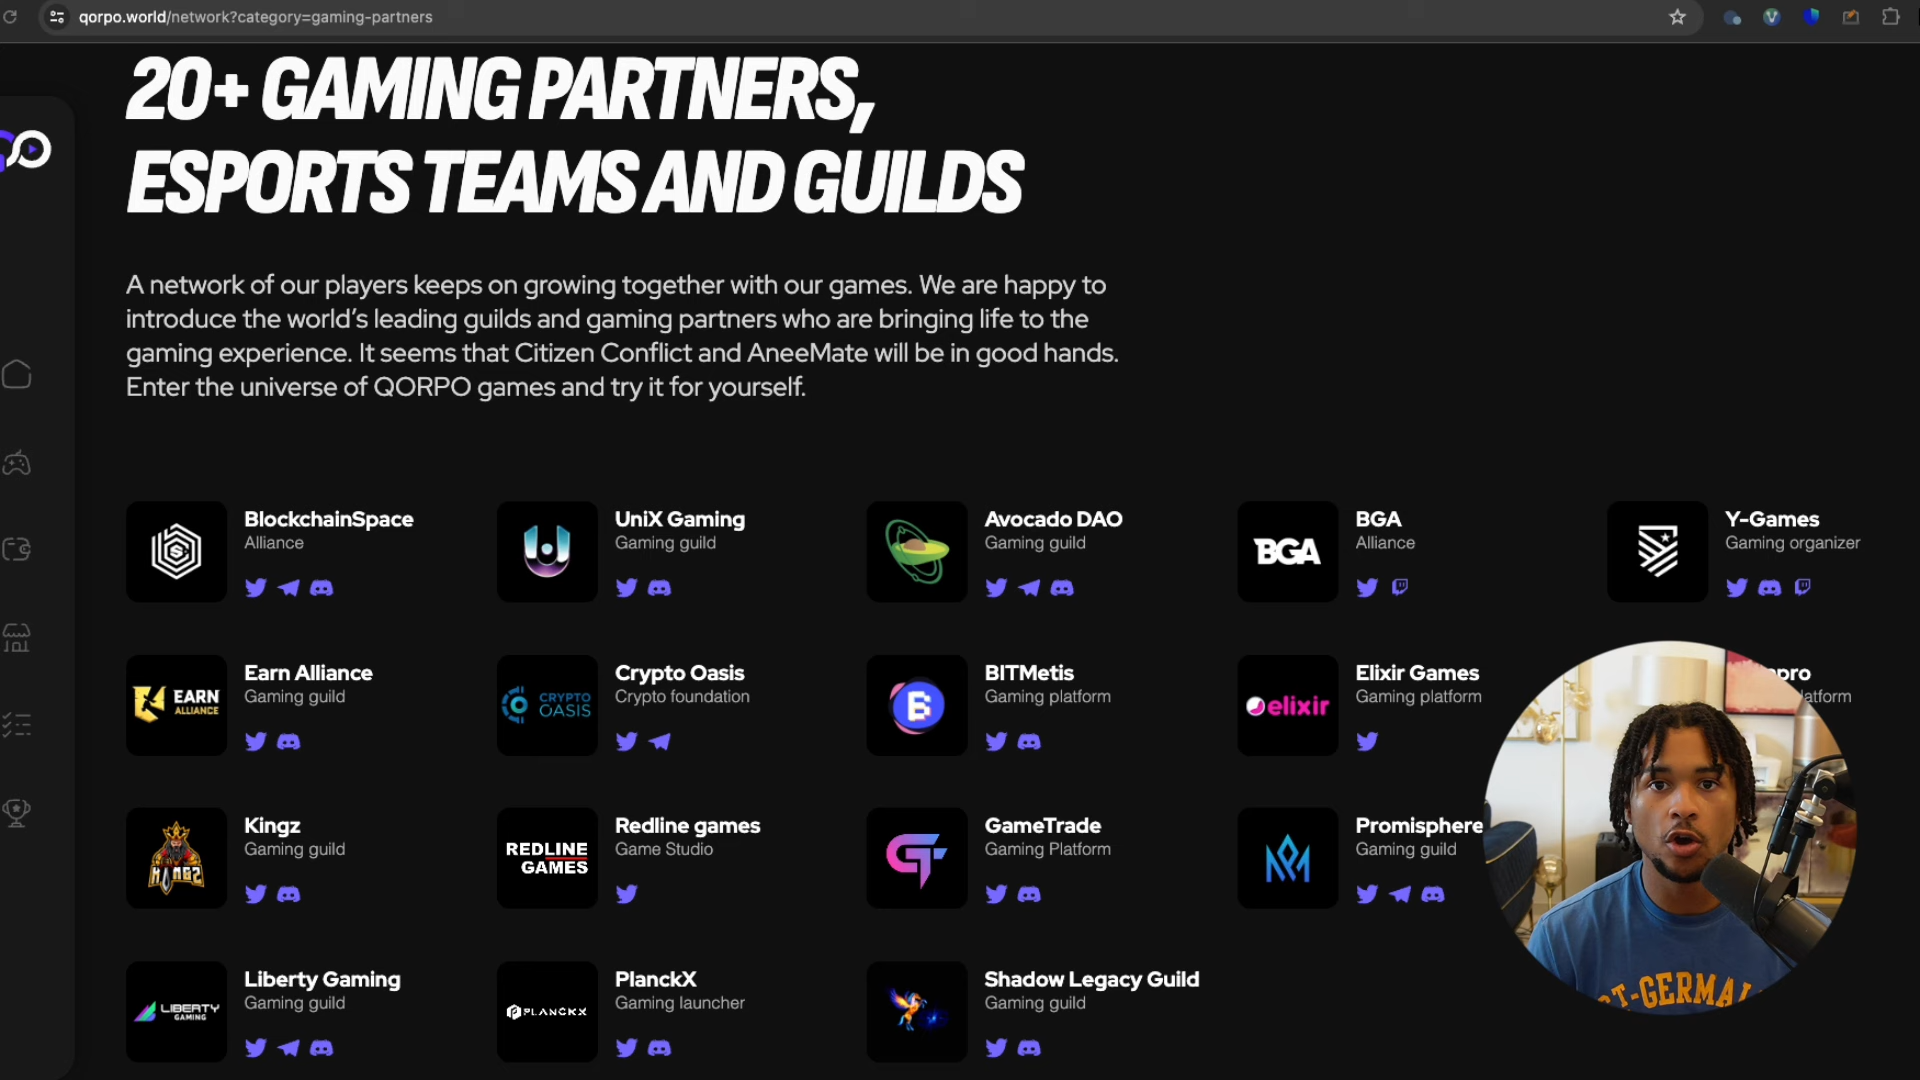 qorpo.world/network?category=gaming-partners
20+ GAMING PARTNERS,
ESPORTS TEAMS AND GUILDS
A network of our players keeps on growing together with our games. We are happy to
introduce the world's leading guilds and gaming partners who are bringing life to the
gaming experience. It seems that Citizen Conflict and AneeMate will be in good hands.
Enter the universe of QORPO games and try it for yourself.
BlockchainSpace
Alliance
UniX Gaming
Gaming guild
Avocado DAO
Gaming guild
BGA
BGA
Alliance
Y-Games
Gaming organizer
EARN
ALLIANCE
Earn Alliance
Gaming guild
CRYPTO
OASIS
Crypto Oasis
Crypto foundation
BITMetis
Gaming platform
elixir
Elixir Games
Gaming platform
KINGZ
Kingz
Gaming guild
REDLINE
GAMES
Redline games
Game Studio
GameTrade
Gaming Platform
Promisphere
Gaming guild
LIBERTY
GAMING
Liberty Gaming
Gaming guild
PLANCKX
PlanckX
Gaming launcher
Shadow Legacy Guild
Gaming guild